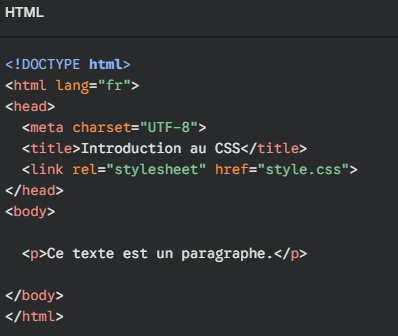 HTML
<!DOCTYPE html>
<html lang="fr">
<head>
  <meta charset="UTF-8">
  <title>Introduction au CSS</title>
  <link rel="stylesheet" href="style.css">
</head>
<body>
  <p>Ce texte est un paragraphe.</p>
</body>
</html>